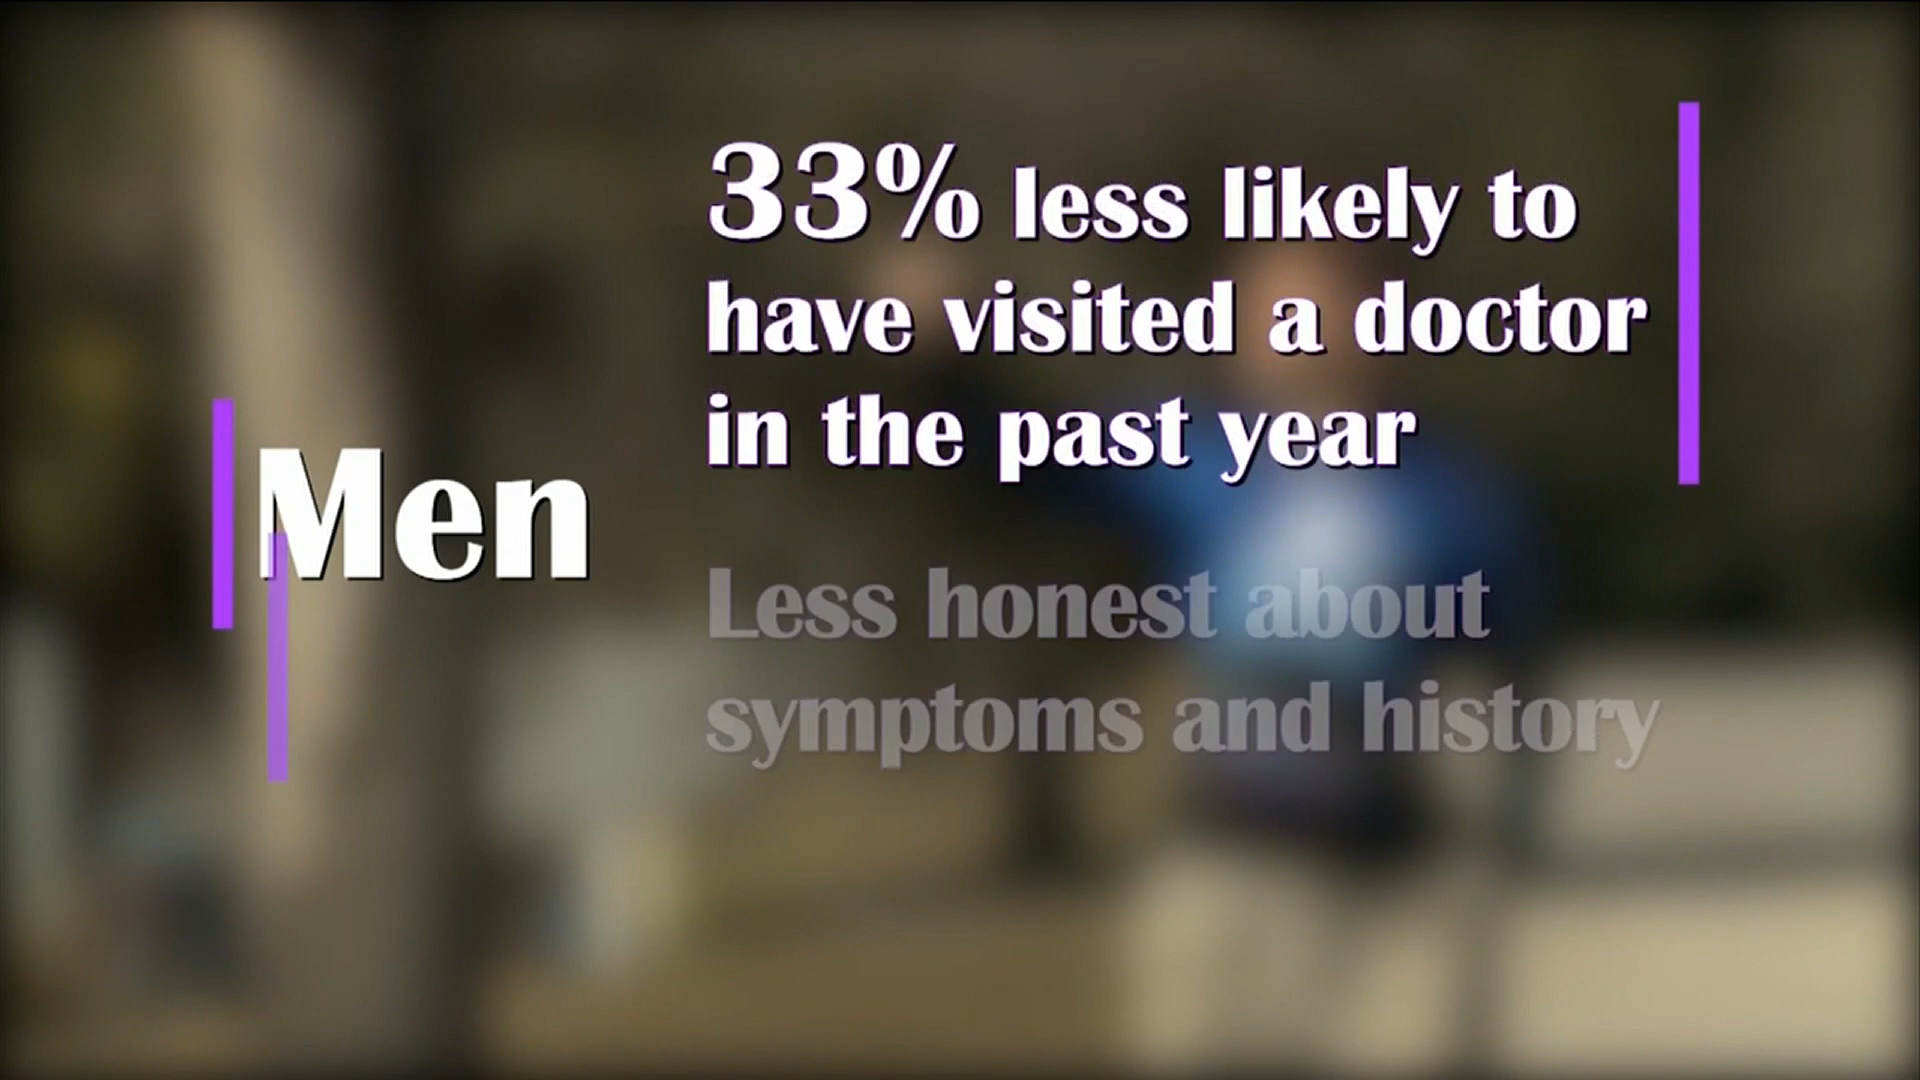 Men
33% less likely to
have visited a doctor
in the past year
Less honest about
symptoms and history